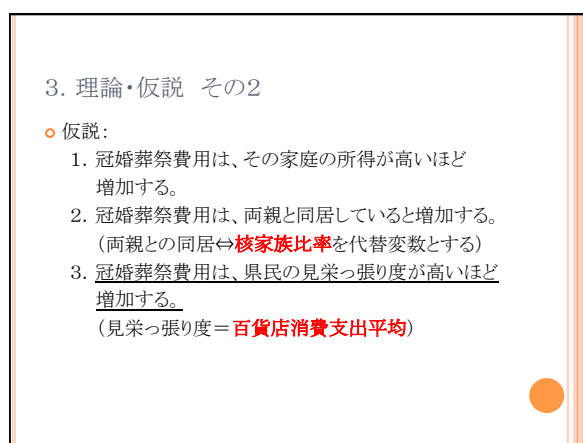 3. 理論・仮説　その2
仮説：
1. 冠婚葬祭費用は、その家庭の所得が高いほど
増加する。
2. 冠婚葬祭費用は、両親と同居していると増加する。
（両親との同居⇔核家族比率を代替変数とする）
3. 冠婚葬祭費用は、県民の見栄っ張り度が高いほど
増加する。
（見栄っ張り度＝百貨店消費支出平均）